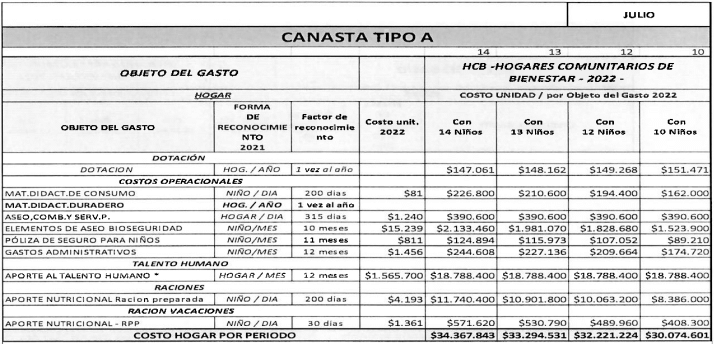 JULIO
CANASTA TIPO A
14 13 12 10
OBJETO DEL GASTO
HCB -HOGARES COMUNITARIOS DE BIENESTAR - 2022 -
HOGAR
COSTO UNIDAD / por Objeto del Gasto 2022
OBJETO DEL GASTO
FORMA DE RECONOCIMIE NTO 2021
Factor de reconocimie nto
Costo unit. 2022
Con 14 Niños
Con 13 Niños
Con 12 Niños
Con 10 Niños
DOTACIÓN
DOTACION HOG. / AÑO 1 vez al año $147.061 $148.162 $149.268 $151.471
COSTOS OPERACIONALES
MAT.DIDACT.DE CONSUMO NIÑO / DIA 200 dias $81 $226.800 $210.600 $194.400 $162.000
MAT.DIDACT.DURADERO HOG. / AÑO 1 vez al año
ASEO,COMB.Y SERV.P. HOGAR / DIA 315 dias $1.240 $390.600 $390.600 $390.600 $390.600
ELEMENTOS DE ASEO BIOSEGURIDAD NIÑO/MES 10 meses $15.239 $2.133.460 $1.981.070 $1.828.680 $1.523.900
PÓLIZA DE SEGURO PARA NIÑOS NIÑO/MES 11 meses $811 $124.894 $115.973 $107.052 $89.210
GASTOS ADMINISTRATIVOS NIÑO/MES 12 meses $1.456 $244.608 $227.136 $209.664 $174.720
TALENTO HUMANO
APORTE AL TALENTO HUMANO * HOGAR / MES 12 meses $1.565.700 $18.788.400 $18.788.400 $18.788.400 $18.788.400
RACIONES
APORTE NUTRICIONAL Racion preparada NIÑO / DIA 200 dias $4.193 $11.740.400 $10.901.800 $10.063.200 $8.386.000
RACION VACACIONES
APORTE NUTRICIONAL - RPP NIÑO / DIA 30 dias $1.361 $571.620 $530.790 $489.960 $408.300
COSTO HOGAR POR PERIODO $34.367.843 $33.294.531 $32.221.224 $30.074.601